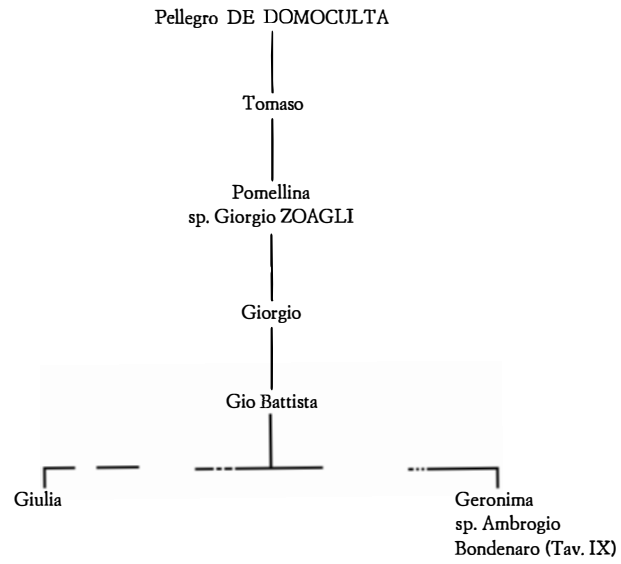 Pellegro DE DOMOCULTA
Tomaso
Pomellina
sp. Giorgio ZOAGLI
Giorgio
Gio Battista
Giulia
Geronima
sp. Ambrogio
Bondenaro (Tav. IX)